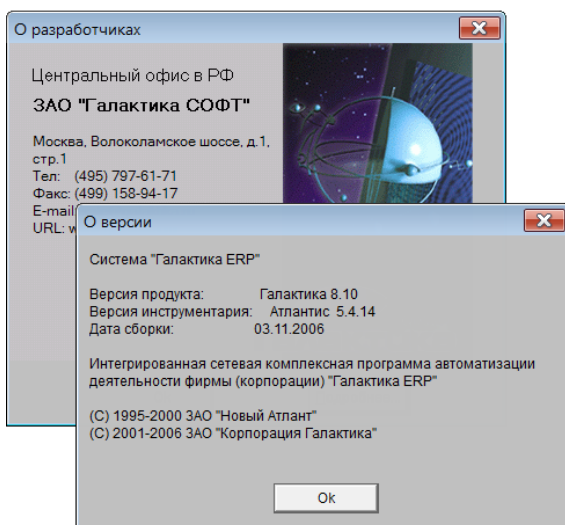 О разработчиках
Центральный офис в РФ
ЗАО "Галактика СОФТ"
Москва, Волоколамское шоссе, д.1,
стр.1
Тел: (495) 797-61-71
Факс: (499) 158-94-17
E-mail
URL: w
О версии
Система "Галактика ERP"
Версия продукта: Галактика 8.10
Версия инструментария: Атлантис 5.4.14
Дата сборки: 03.11.2006
Интегрированная сетевая комплексная программа автоматизации
деятельности фирмы (корпорации) "Галактика ERP"
(C) 1995-2000 ЗАО "Новый Атлант"
(C) 2001-2006 ЗАО "Корпорация Галактика"
Ok